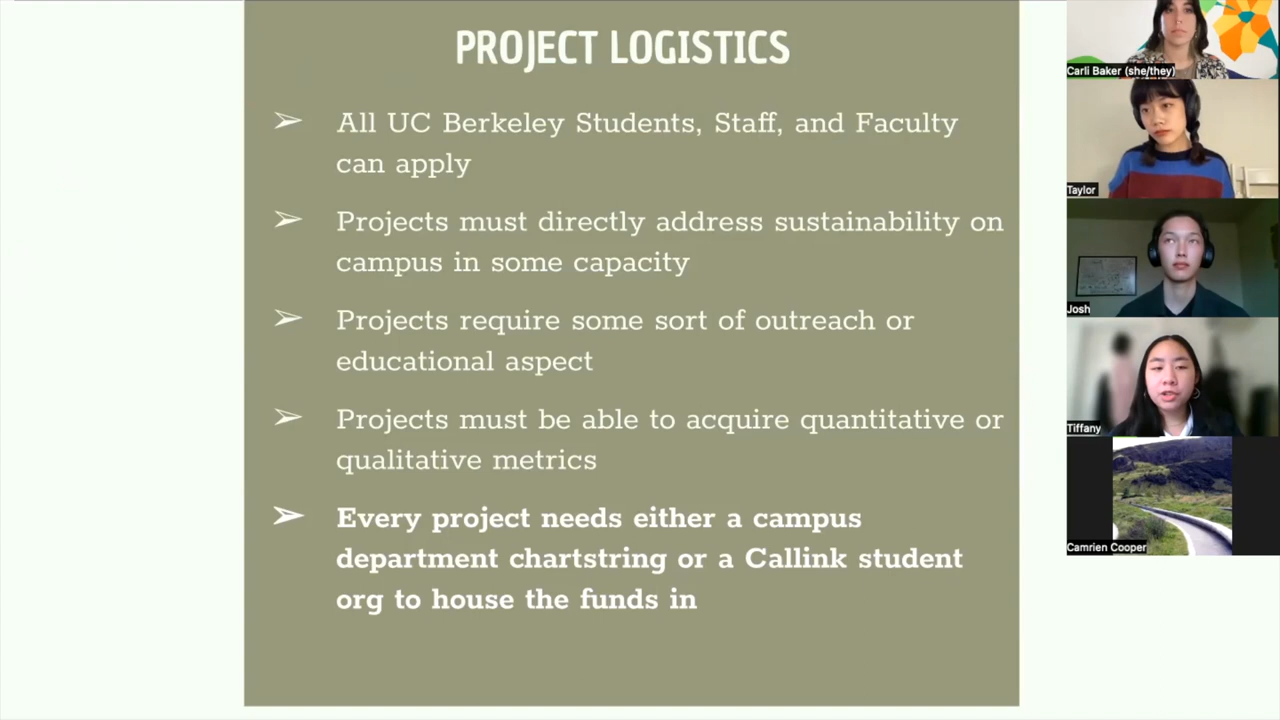 PROJECT LOGISTICS
➢ All UC Berkeley Students, Staff, and Faculty
can apply
➢ Projects must directly address sustainability on
campus in some capacity
➢ Projects require some sort of outreach or
educational aspect
➢ Projects must be able to acquire quantitative or
qualitative metrics
➢ Every project needs either a campus
department chartstring or a Callink student
org to house the funds in
Carli Baker (she/they)
Taylor
Josh
Tiffany
Camrien Cooper